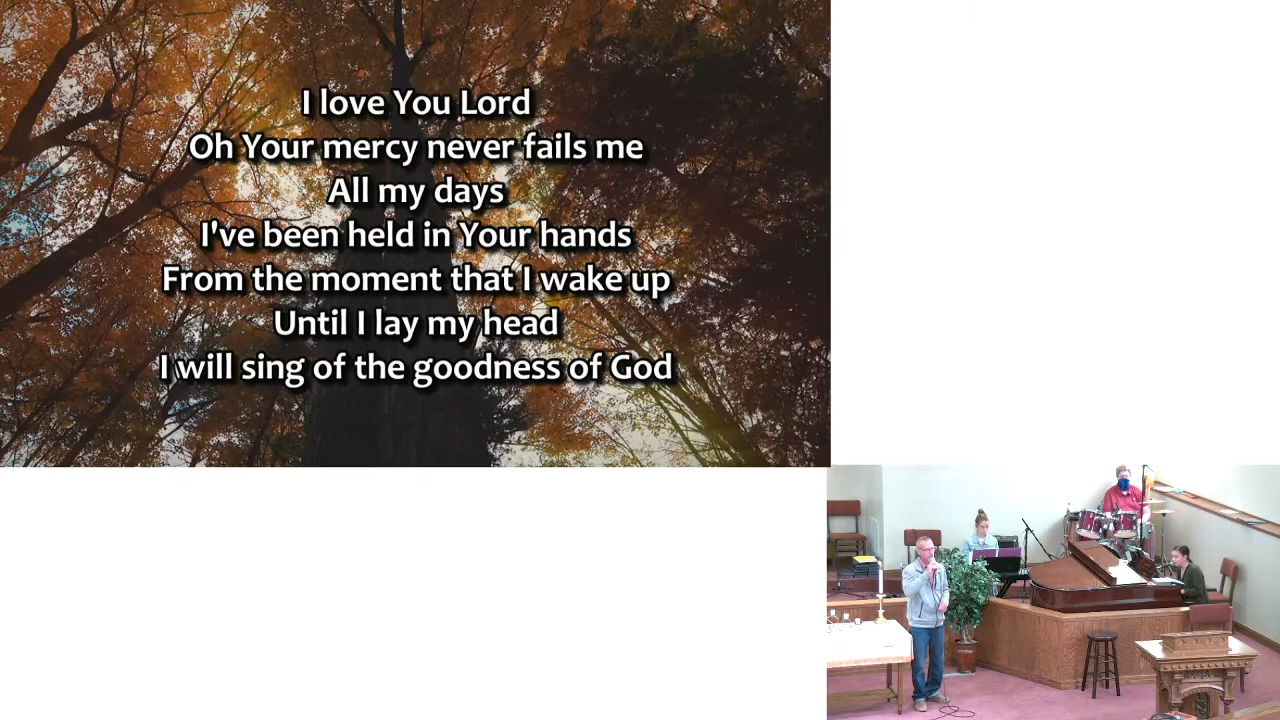 I love You Lord
Oh Your mercy never fails me
All my days
I've been held in Your hands
From the moment that I wake up
Until I lay my head
I will sing of the goodness of God